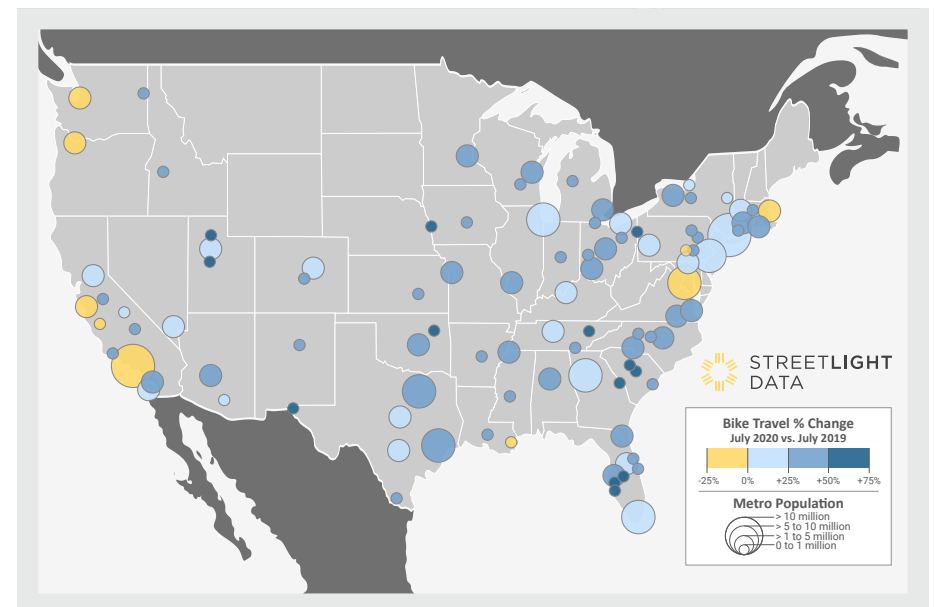 STREETLIGHT
DATA
Bike Travel % Change
July 2020 vs. July 2019
-25% 0% +25% +50% +75%
Metro Population
> 10 million
> 5 to 10 million
> 1 to 5 million
0 to 1 million